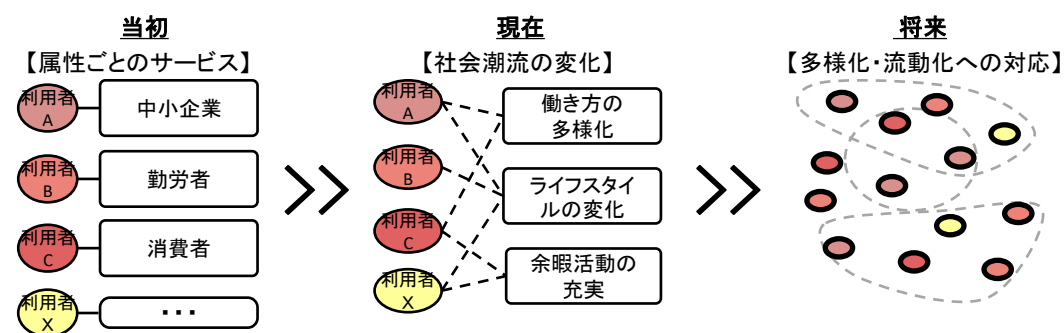 当初
【属性ごとのサービス】
利用者
A
中小企業
利用者
B
勤労者
利用者
C
消費者
利用者
X
・・・
現在
【社会潮流の変化】
利用者
A
利用者
B
利用者
C
利用者
X
働き方の
多様化
ライフスタイ
ルの変化
余暇活動の
充実
将来
【多様化・流動化への対応】